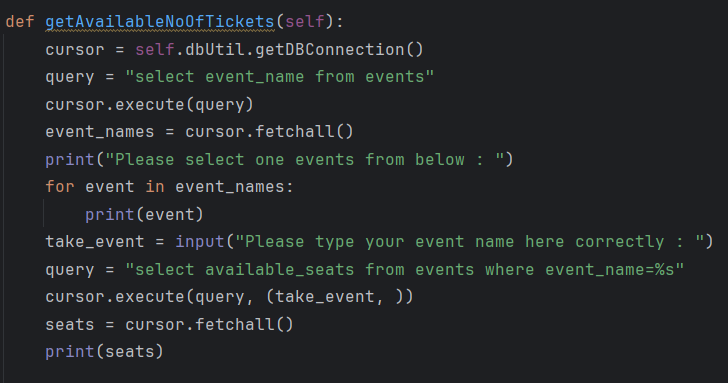 def getAvailableNoOfTickets(self):
    cursor = self.dbUtil.getDBConnection()
    query = "select event_name from events"
    cursor.execute(query)
    event_names = cursor.fetchall()
    print("Please select one events from below : ")
    for event in event_names:
        print(event)
    take_event = input("Please type your event name here correctly : ")
    query = "select available_seats from events where event_name=%s"
    cursor.execute(query, (take_event, ))
    seats = cursor.fetchall()
    print(seats)